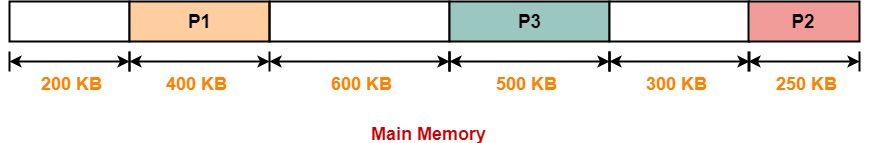 P1 P3 P2
200 KB 400 KB 600 KB 500 KB 300 KB 250 KB
Main Memory